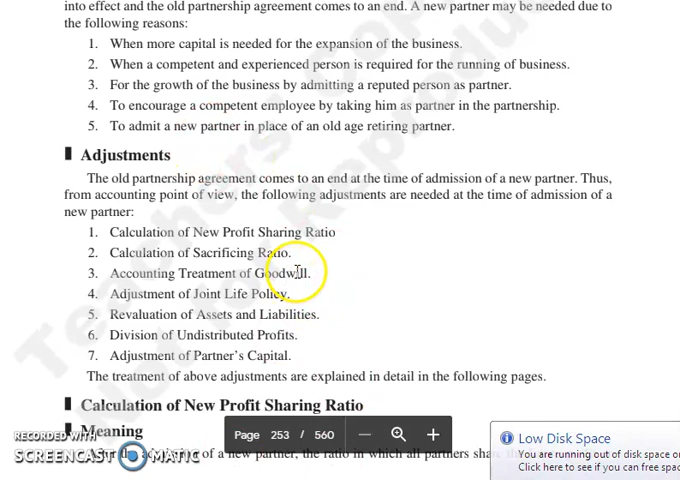 into effect and the old partnership agreement comes to an end. A new partner may be needed due to
the following reasons:
1. When more capital is needed for the expansion of the business.
2. When a competent and experienced person is required for the running of business.
3. For the growth of the business by admitting a reputed person as partner.
4. To encourage a competent employee by taking him as partner in the partnership.
5. To admit a new partner in place of an old age retiring partner.
Adjustments
The old partnership agreement comes to an end at the time of admission of a new partner. Thus,
from accounting point of view, the following adjustments are needed at the time of admission of a
new partner:
1. Calculation of New Profit Sharing Ratio
2. Calculation of Sacrificing Ratio.
3. Accounting Treatment of Goodwill.
4. Adjustment of Joint Life Policy.
5. Revaluation of Assets and Liabilities.
6. Division of Undistributed Profits.
7. Adjustment of Partner's Capital.
The treatment of above adjustments are explained in detail in the following pages.
Calculation of New Profit Sharing Ratio
Meaning
Page 253 / 560
Low Disk Space
You are running out of disk space or
Click here to see if you can free spac
RECORDED WITH
SCREENCAST MATIC
of a new partner, the ratio in which all partners share